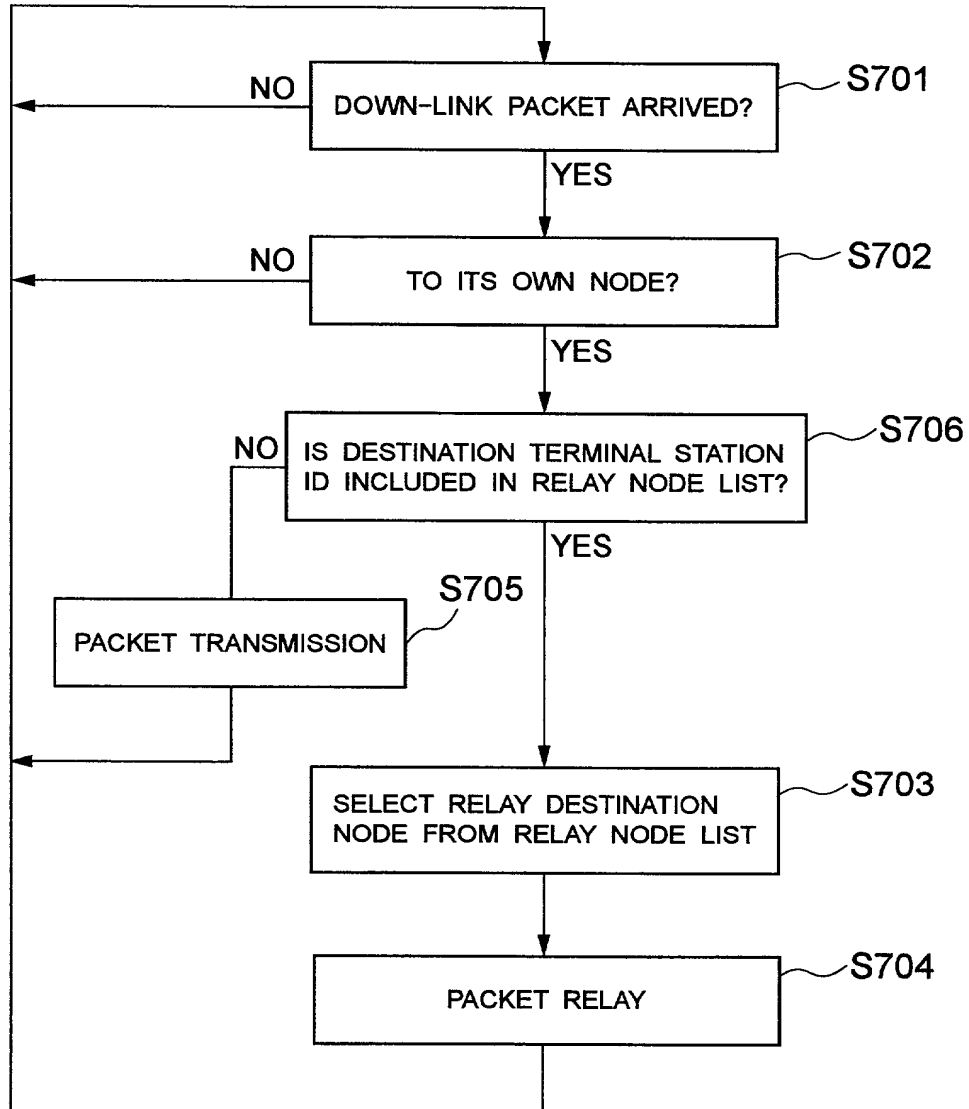 S701
NO
DOWN-LINK PACKET ARRIVED?
YES
S702
NO
TO ITS OWN NODE?
YES
S706
NO
IS DESTINATION TERMINAL STATION
ID INCLUDED IN RELAY NODE LIST?
YES
S705
PACKET TRANSMISSION
S703
SELECT RELAY DESTINATION
NODE FROM RELAY NODE LIST
S704
PACKET RELAY